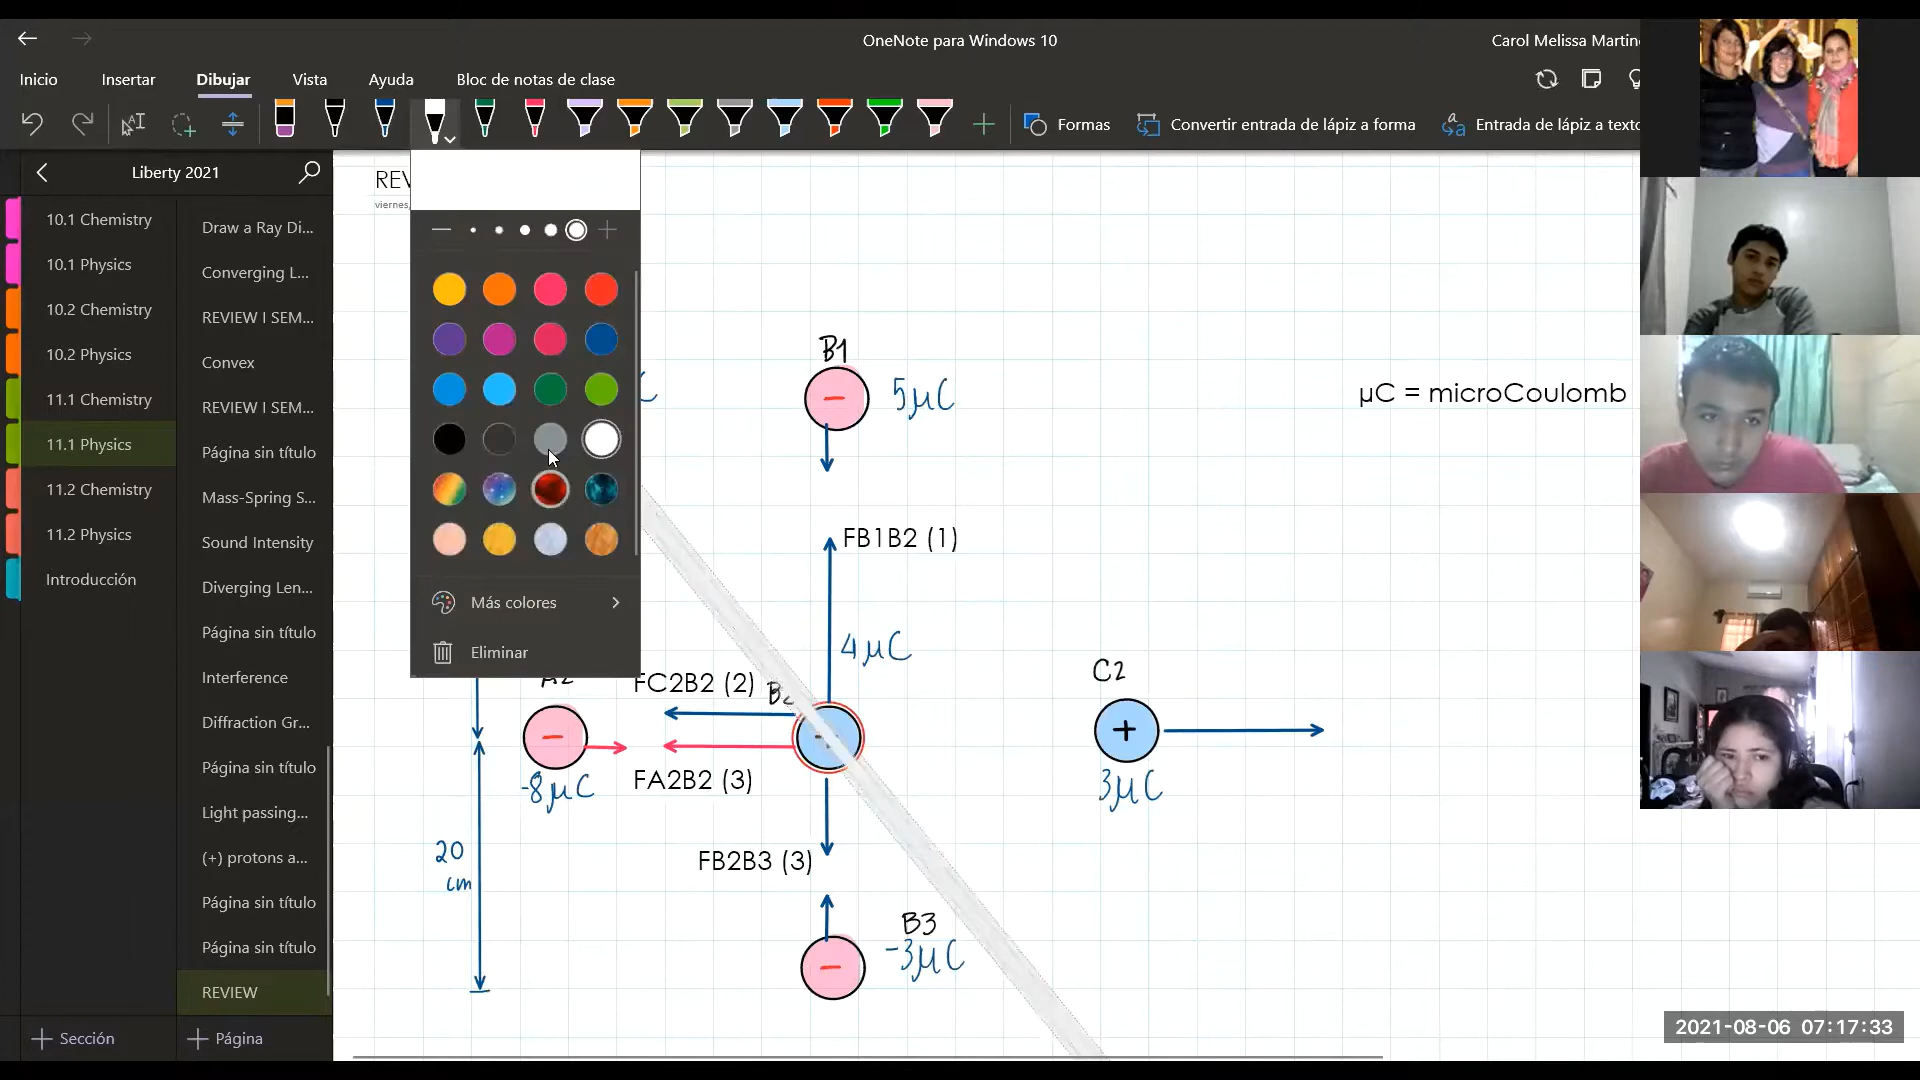 OneNote para Windows 10
Carol Melissa Martine
Inicio
Insertar
Dibujar
Vista
Ayuda
Bloc de notas de clase
Formas
Convertir entrada de lápiz a forma
Entrada de lápiz a texto
Liberty 2021
10.1 Chemistry
10.1 Physics
10.2 Chemistry
10.2 Physics
11.1 Chemistry
11.1 Physics
11.2 Chemistry
11.2 Physics
Introducción
Sección
Draw a Ray Di...
Converging L...
REVIEW I SEM...
Convex
REVIEW I SEM...
Página sin título
Mass-Spring S...
Sound Intensity
Diverging Len...
Página sin título
Interference
Diffraction Gr...
Página sin título
Light passing...
(+) protons a...
Página sin título
Página sin título
REVIEW
Página
REV
viernes,
Más colores
Eliminar
B1
- 5μC
μC = microCoulomb
FB1B2 (1)
4μC
FC2B2 (2)
C2
+
3μC
-
-8μC
FA2B2 (3)
20
cm
FB2B3 (3)
B3
-3μC
-
2021-08-06 07:17:33